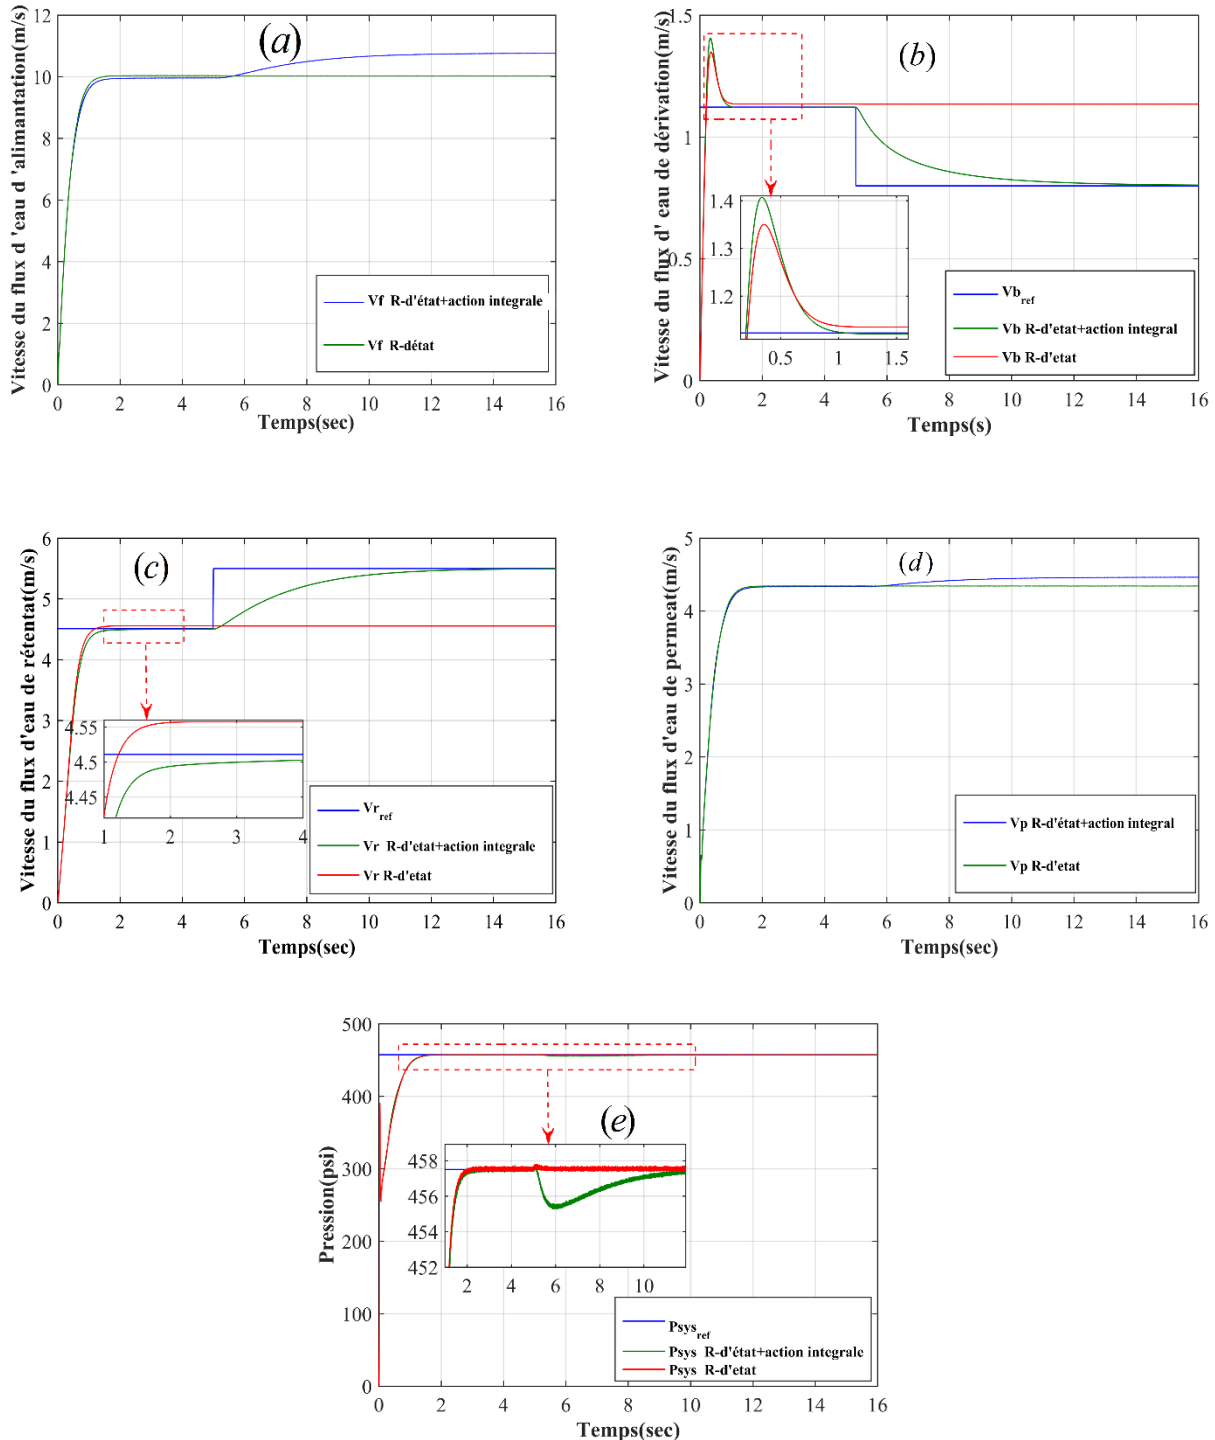 (a)
Vitesse du flux d 'eau d 'alimantation(m/s)
12
10
8
6
4
2
0
0 2 4 6 8 10 12 14 16
Temps(sec)
Vf R-d'état+action integrale
Vf R-détat
(b)
Vitesse du flux d' eau de dérivation(m/s)
1.5
1
0.5
0
0 2 4 6 8 10 12 14 16
Temps(s)
1.4
1.3
1.2
0.5 1 1.5
Vb ref
Vb R-d'etat+action integral
Vb R-d'etat
(c)
Vitesse du flux d'eau de rétentat(m/s)
6
5
4
3
2
1
0
0 2 4 6 8 10 12 14 16
Temps(sec)
4.55
4.5
4.45
1 2 3 4
Vr ref
Vr R-d'etat+action integrale
Vr R-d'etat
(d)
Vitesse du flux d'eau de permeat(m/s)
5
4
3
2
1
0
0 2 4 6 8 10 12 14 16
Temps(sec)
Vp R-d'état+action integral
Vp R-d'etat
(e)
Pression(psi)
500
400
300
200
100
0
0 2 4 6 8 10 12 14 16
Temps(sec)
458
456
454
452
2 4 6 8 10
Psys ref
Psys R-d'état+action integrale
Psys R-d'etat